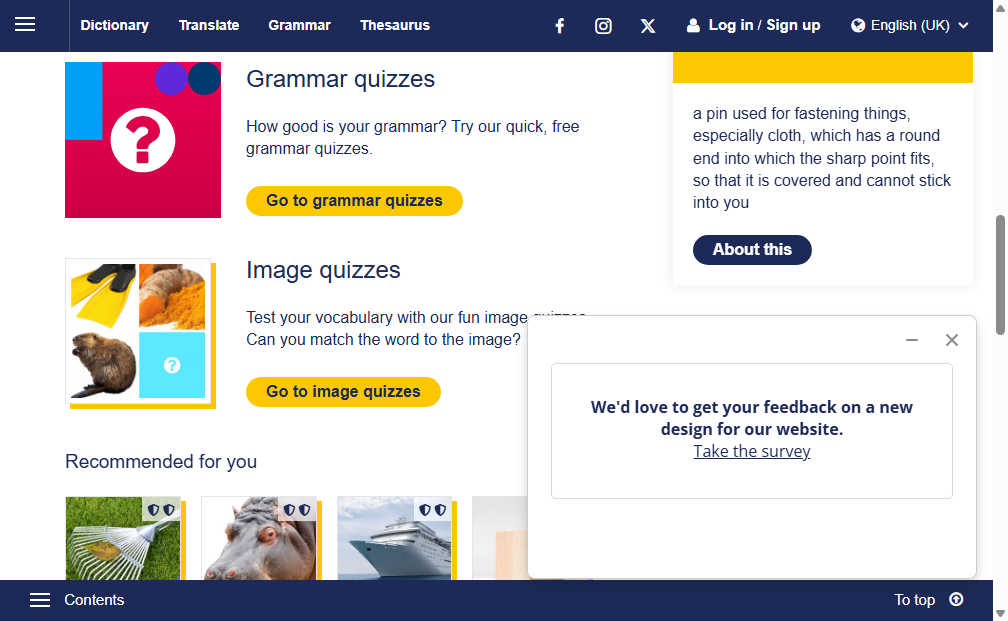 Dictionary Translate Grammar Thesaurus Log in / Sign up English (UK)
Grammar quizzes
How good is your grammar? Try our quick, free
grammar quizzes.
Go to grammar quizzes
Image quizzes
Test your vocabulary with our fun image quizzes.
Can you match the word to the image?
Go to image quizzes
Recommended for you
a pin used for fastening things,
especially cloth, which has a round
end into which the sharp point fits,
so that it is covered and cannot stick
into you
About this
We'd love to get your feedback on a new
design for our website.
Take the survey
Contents
To top